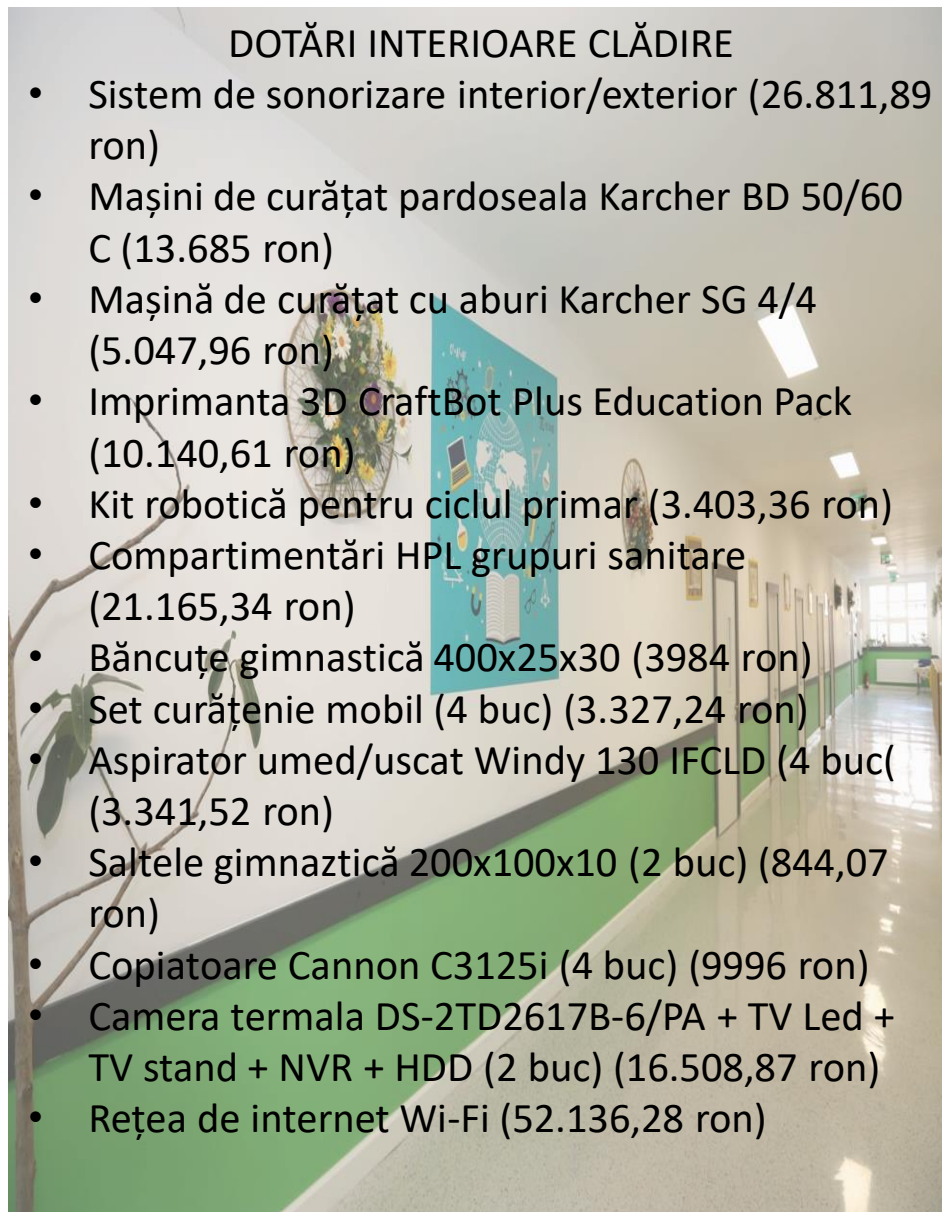 DOTĂRI INTERIOARE CLĂDIRE
• Sistem de sonorizare interior/exterior (26.811,89
ron)
• Mașini de curățat pardoseala Karcher BD 50/60
C (13.685 ron)
• Mașină de curățat cu aburi Karcher SG 4/4
(5.047,96 ron)
• Imprimanta 3D CraftBot Plus Education Pack
(10.140,61 ron)
• Kit robotică pentru ciclul primar (3.403,36 ron)
• Compartimentări HPL grupuri sanitare
(21.165,34 ron)
• Băncuțe gimnastică 400x25x30 (3984 ron)
• Set curățenie mobil (4 buc) (3.327,24 ron)
• Aspirator umed/uscat Windy 130 IFCLD (4 buc(
(3.341,52 ron)
• Saltele gimnaztică 200x100x10 (2 buc) (844,07
ron)
• Copiatoare Cannon C3125i (4 buc) (9996 ron)
• Camera termala DS-2TD2617B-6/PA + TV Led +
TV stand + NVR + HDD (2 buc) (16.508,87 ron)
• Rețea de internet Wi-Fi (52.136,28 ron)